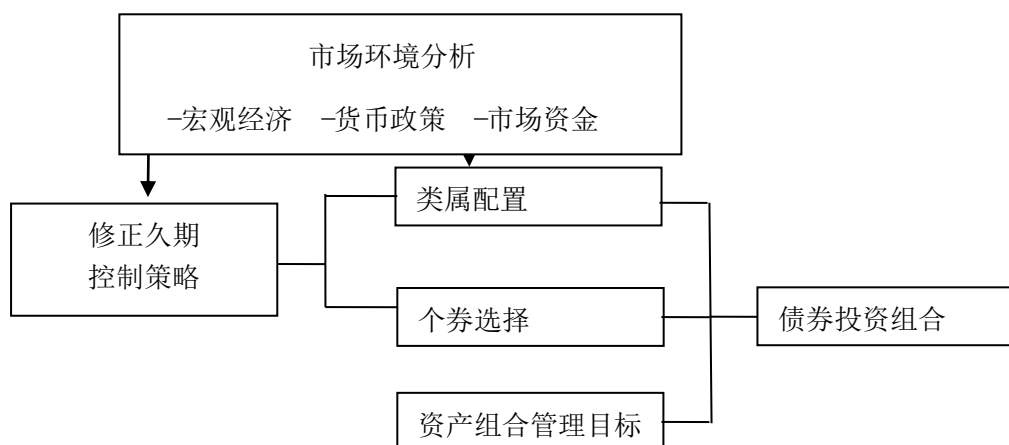 市场环境分析
–宏观经济 –货币政策 –市场资金
类属配置
修正久期
控制策略
个券选择
债券投资组合
资产组合管理目标